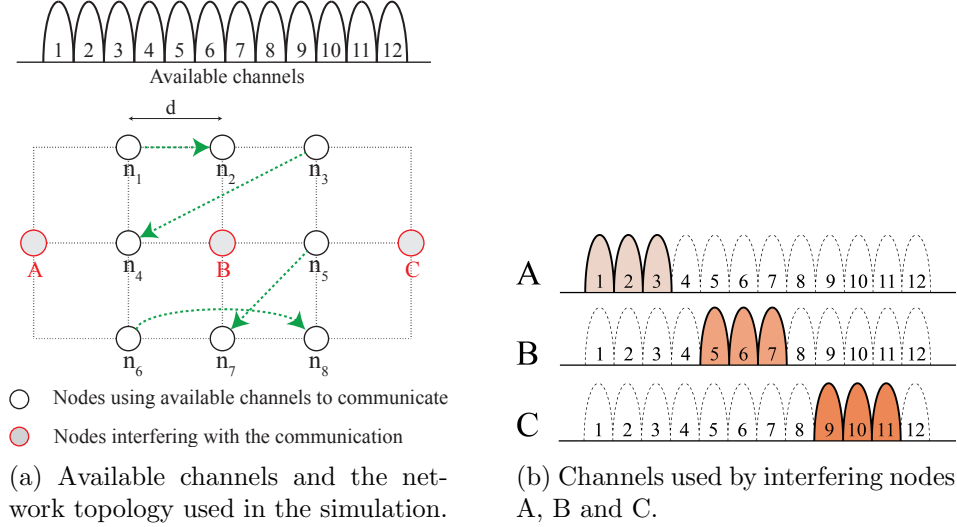 1 2 3 4 5 6 7 8 9 10 11 12
Available channels
d
n1 n2 n3
A n4 B n5 C
n6 n7 n8
Nodes using available channels to communicate
Nodes interfering with the communication
(a) Available channels and the net-
work topology used in the simulation.
A 1 2 3 4 5 6 7 8 9 10 11 12
B 1 2 3 4 5 6 7 8 9 10 11 12
C 1 2 3 4 5 6 7 8 9 10 11 12
(b) Channels used by interfering nodes
A, B and C.